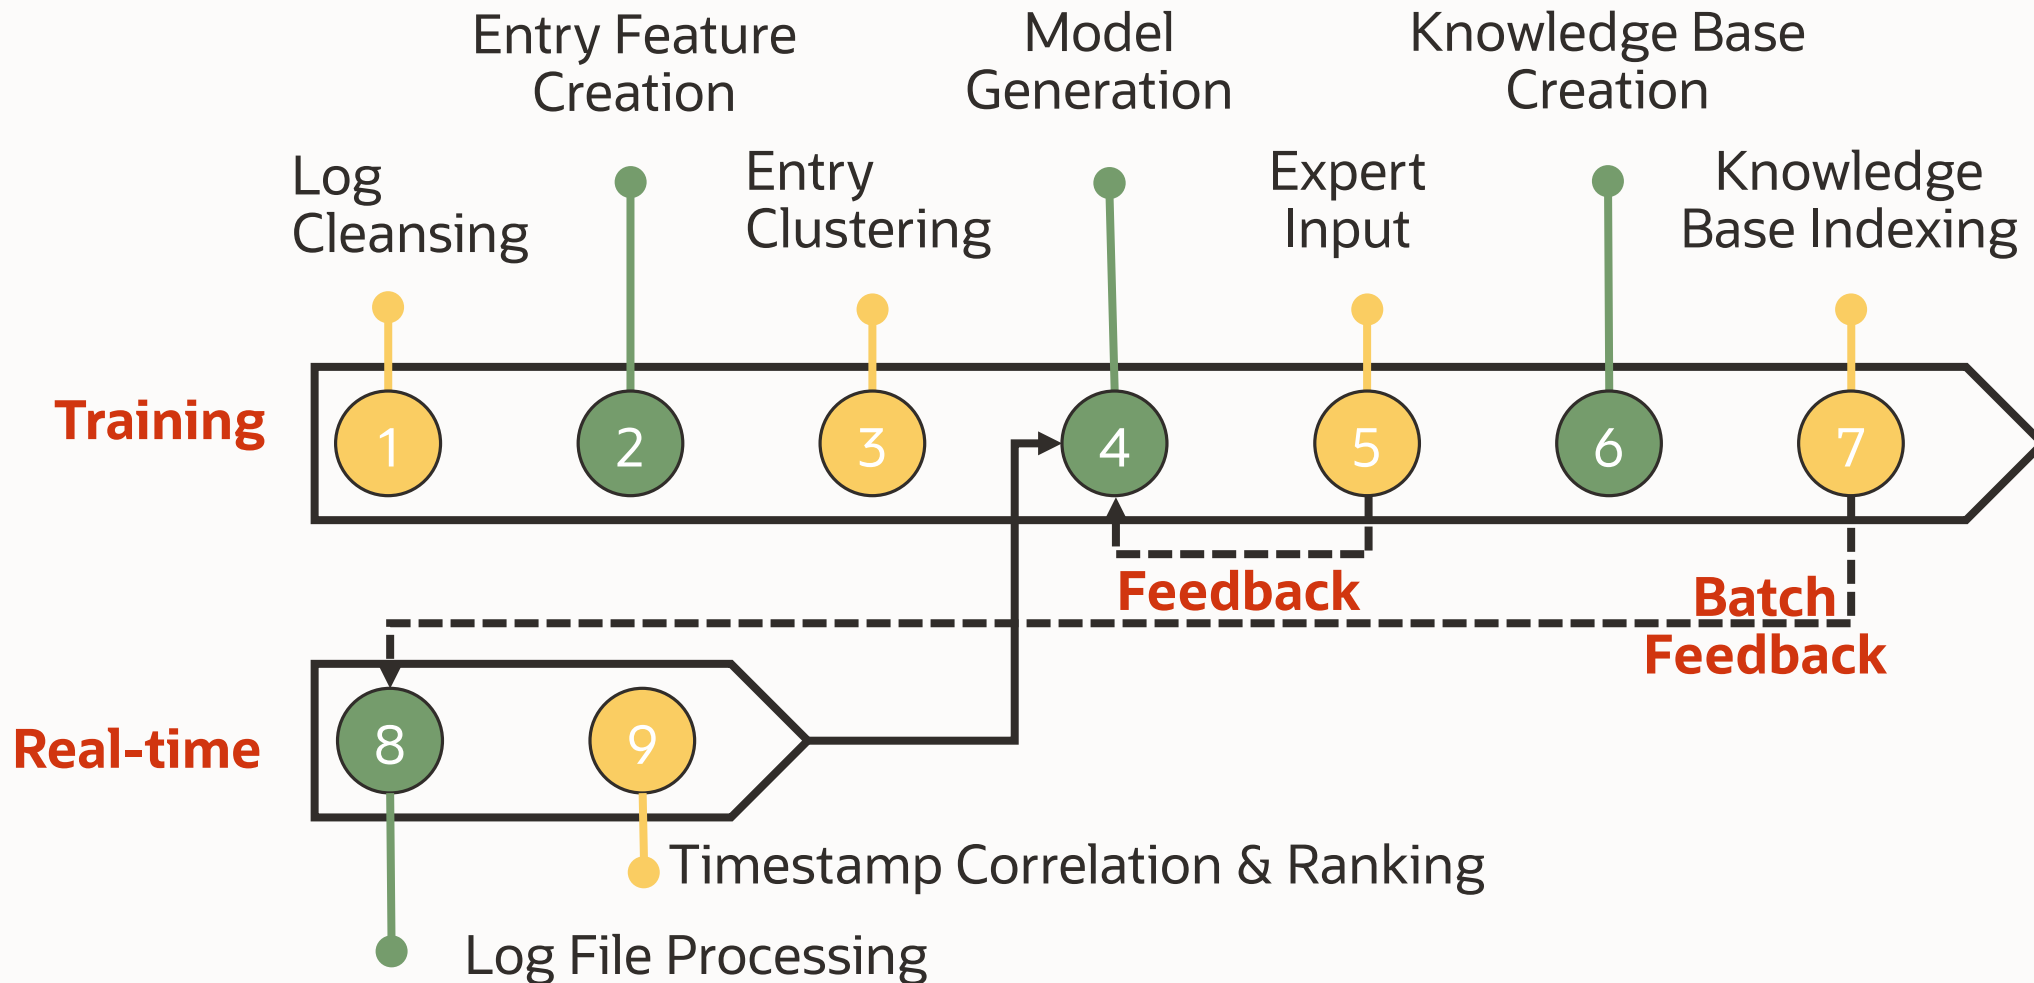 Entry Feature
Creation
Model
Generation
Knowledge Base
Creation
Log
Cleansing
Entry
Clustering
Expert
Input
Knowledge
Base Indexing
Training
1
2
3
4
5
6
7
Feedback
Batch
Feedback
Real-time
8
9
Timestamp Correlation & Ranking
Log File Processing